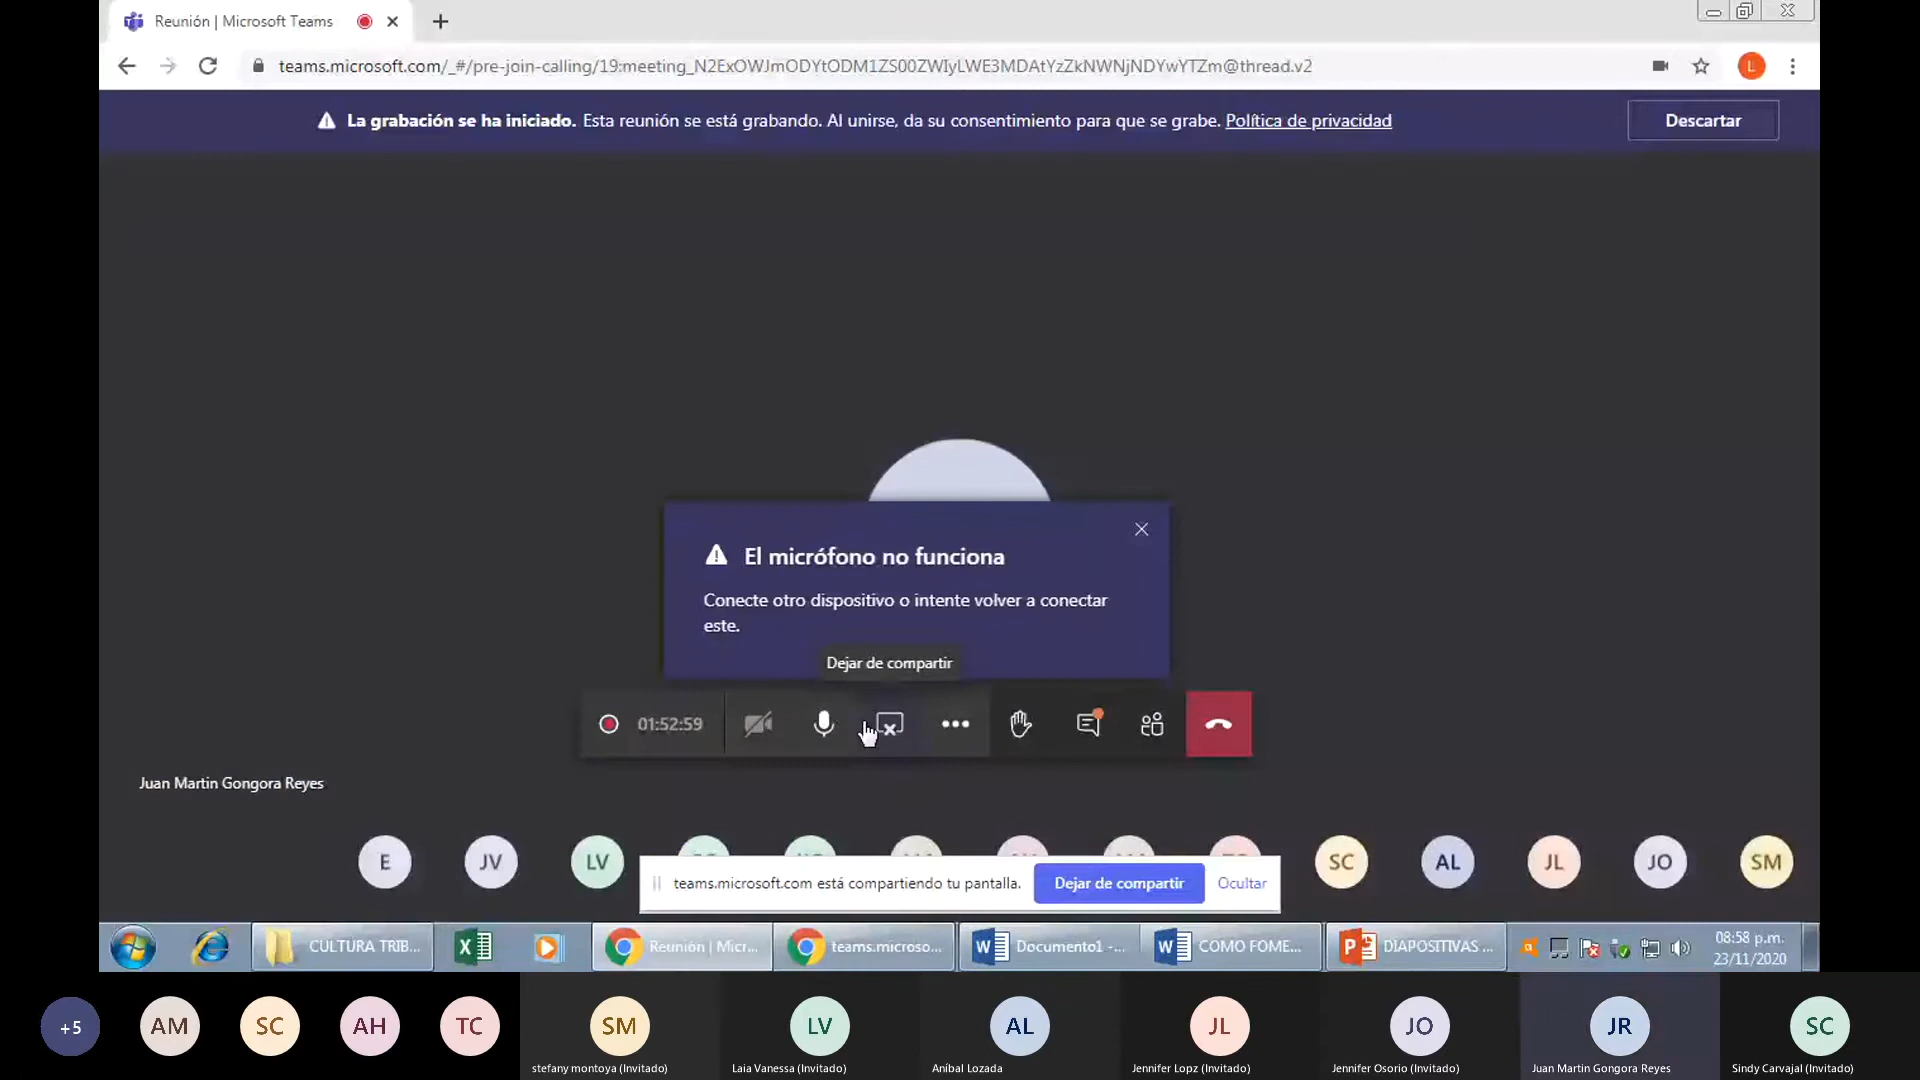 Reunión | Microsoft Teams
teams.microsoft.com/_#/pre-join-calling/19:meeting_N2ExOWJmODYtODM1ZS00ZWIyLWE3MDAtYzZkNWNjNDYwYTZm@thread.v2
L
La grabación se ha iniciado. Esta reunión se está grabando. Al unirse, da su consentimiento para que se grabe. Política de privacidad
Descartar
El micrófono no funciona
Conecte otro dispositivo o intente volver a conectar
este.
Dejar de compartir
01:52:59
Juan Martin Gongora Reyes
E JV LV SC AL JL JO SM
teams.microsoft.com está compartiendo tu pantalla. Dejar de compartir Ocultar
CULTURA TRIB... Reunión | Micr... teams.microso... Documento1 -... COMO FOME... DIAPOSITIVAS ...
08:58 p.m.
23/11/2020
+5 AM SC AH TC SM LV AL JL JO JR SC
stefany montoya (Invitado) Laia Vanessa (Invitado) Aníbal Lozada Jennifer Lopz (Invitado) Jennifer Osorio (Invitado) Juan Martin Gongora Reyes Sindy Carvajal (Invitado)